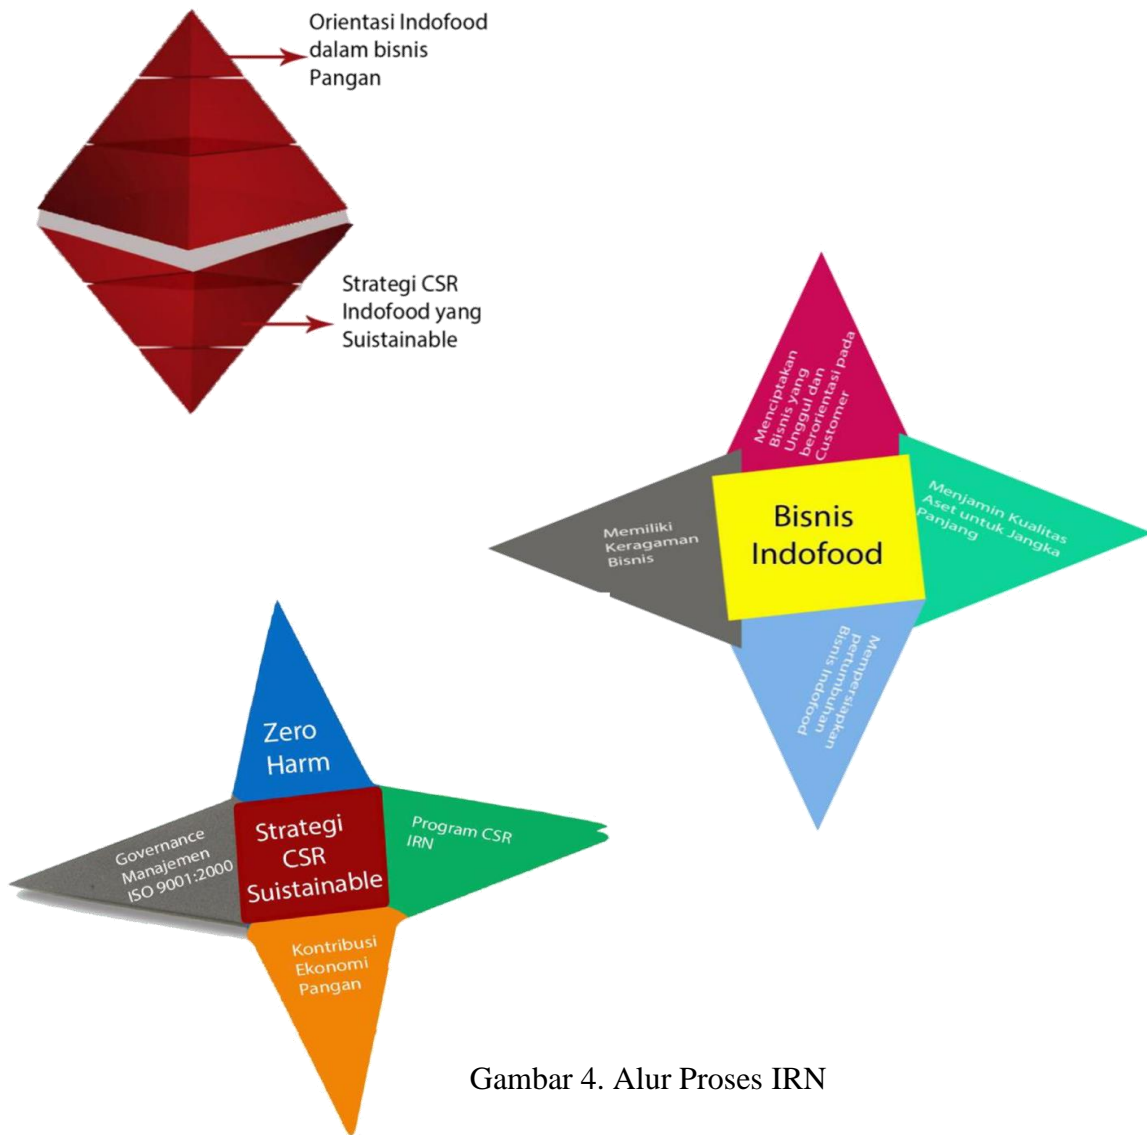 Orientasi Indofood
dalam bisnis
Pangan
Strategi CSR
Indofood yang
Suistainable
Menciptakan
Bisnis yang
Unggul dan
berorientasi pada
Customer
Menjamin Kualitas
Aset untuk Jangka
Panjang
Memiliki
Keragaman
Bisnis
Bisnis
Indofood
Mempersiapkan
pertumbuhan
Bisnis Indofood
Zero
Harm
Governance
Manajemen
ISO 9001:2000
Strategi
CSR
Suistainable
Program CSR
IRN
Kontribusi
Ekonomi
Pangan
Gambar 4. Alur Proses IRN